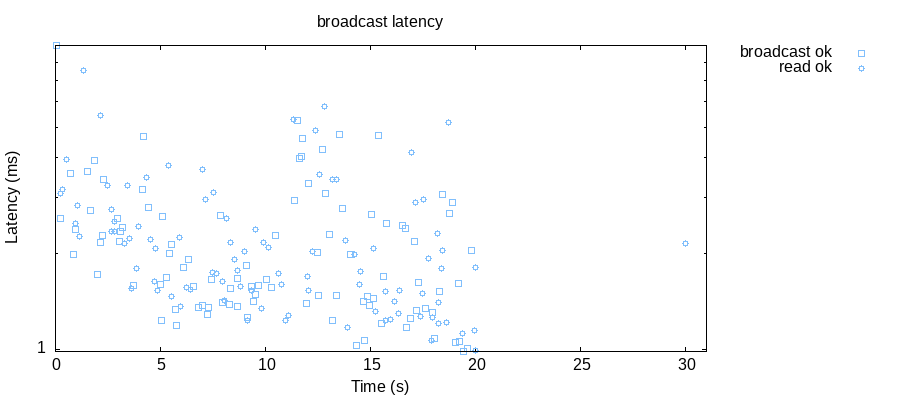 broadcast latency
broadcast ok
read ok
Latency (ms)
1
0 5 10 15 20 25 30
Time (s)